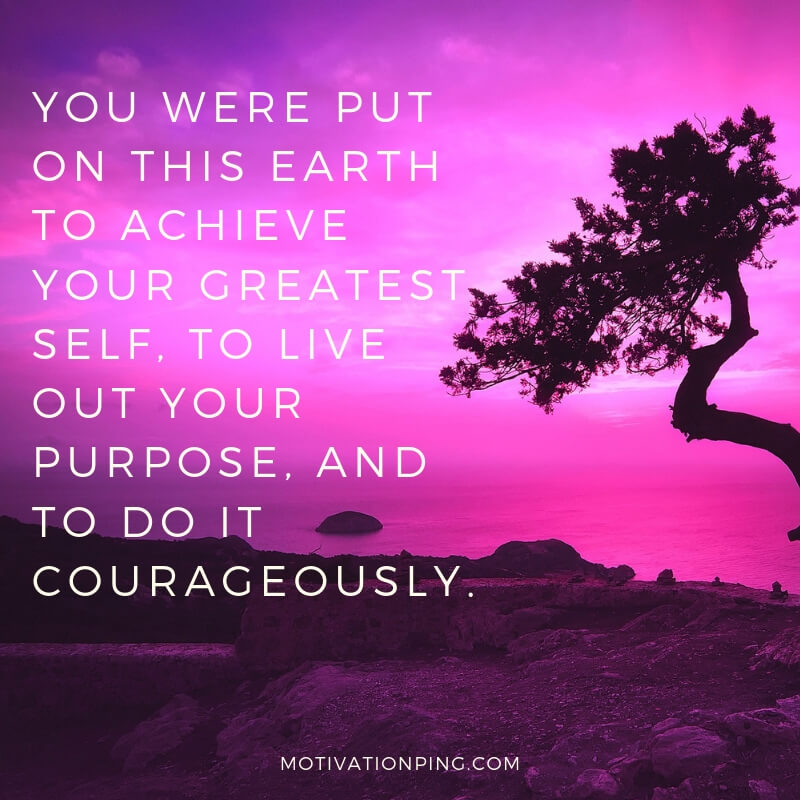 YOU WERE PUT
ON THIS EARTH
TO ACHIEVE
YOUR GREATEST
SELF, TO LIVE
OUT YOUR
PURPOSE, AND
TO DO IT
COURAGEOUSLY.
MOTIVATIONPING.COM